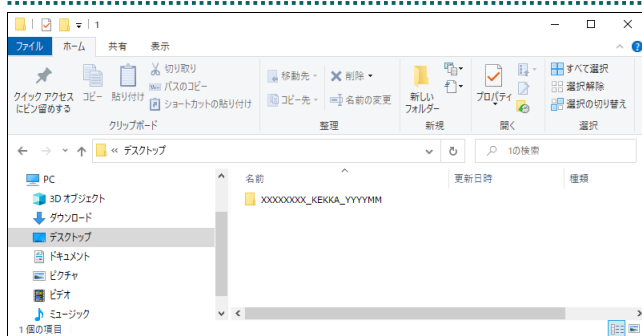 1
ファイル ホーム 共有 表示
クイック アクセス
にピン留めする
コピー
貼り付け
切り取り
パスのコピー
ショートカットの貼り付け
クリップボード
移動先
コピー先
削除
名前の変更
整理
新しい
フォルダー
新規
プロパティ
開く
すべて選択
選択解除
選択の切り替え
選択
« デスクトップ
1の検索
PC
3D オブジェクト
ダウンロード
デスクトップ
ドキュメント
ピクチャ
ビデオ
ミュージック
名前 更新日時 種類
XXXXXXXX_KEKKA_YYYYMM
1 個の項目